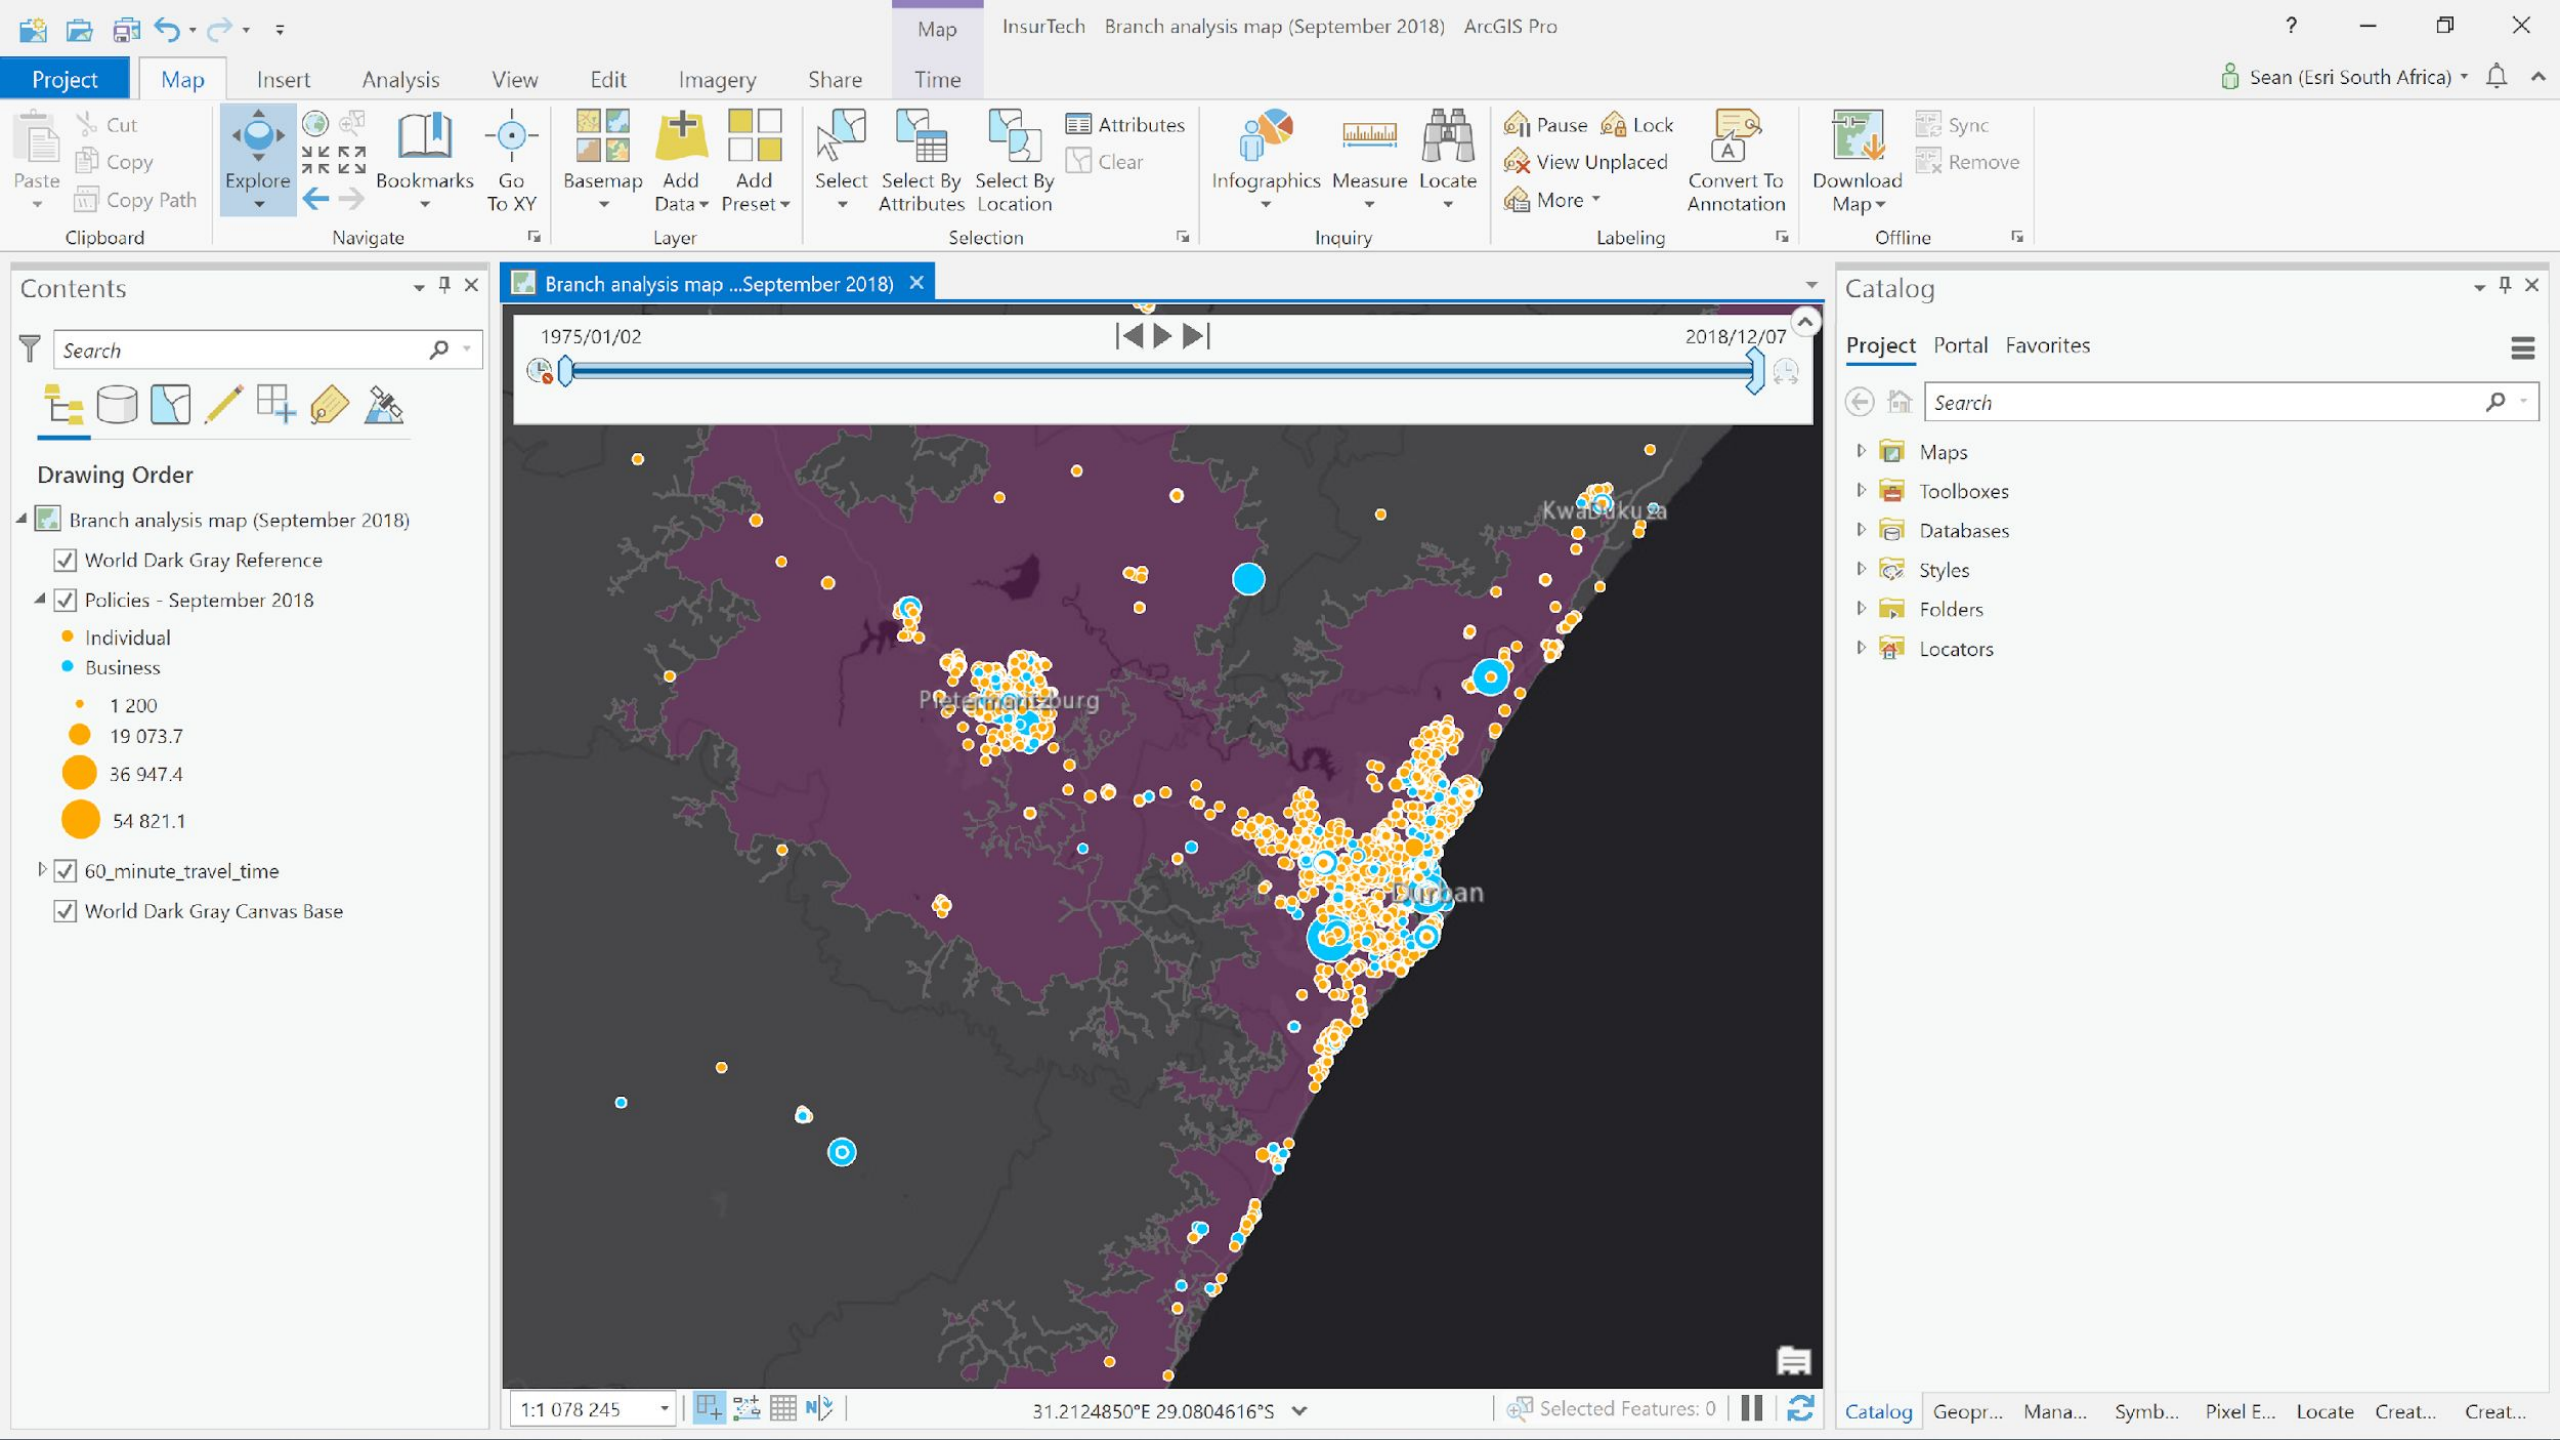 Map
InsurTech Branch analysis map (September 2018) ArcGIS Pro
?
Project Map Insert Analysis View Edit Imagery Share Time
Sean (Esri South Africa)
Paste
Cut
Copy
Copy Path
Clipboard
Explore
Bookmarks
Go To XY
Navigate
Basemap
Add Data
Add Preset
Layer
Select
Select By Attributes
Select By Location
Attributes
Clear
Selection
Infographics
Measure
Locate
Inquiry
Pause
Lock
View Unplaced
More
A
Convert To Annotation
Labeling
Download Map
Sync
Remove
Offline
Contents
Search
Drawing Order
Branch analysis map (September 2018)
World Dark Gray Reference
Policies - September 2018
Individual
Business
1 200
19 073.7
36 947.4
54 821.1
60_minute_travel_time
World Dark Gray Canvas Base
Branch analysis map ...September 2018)
1975/01/02
2018/12/07
KwaDukuza
Pietermaritzburg
Durban
1:1 078 245
N
31.2124850°E 29.0804616°S
Selected Features: 0
Catalog
Project Portal Favorites
Search
Maps
Toolboxes
Databases
Styles
Folders
Locators
Catalog Geopr... Mana... Symb... Pixel E... Locate Creat... Creat...